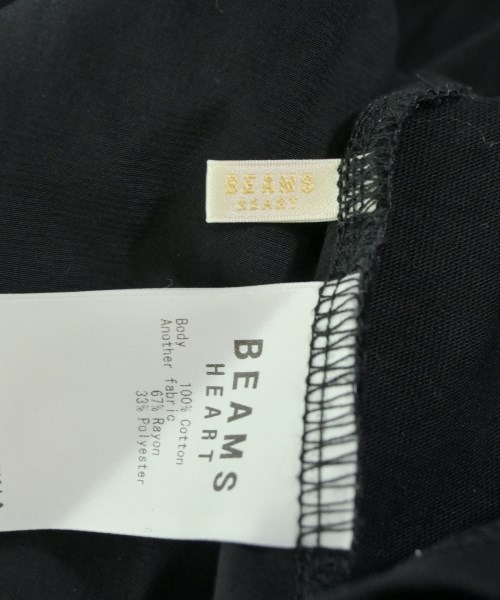 BEAMS
HEART
BEAMS
HEART
Body 100% Cotton
Another fabric
67% Rayon
33% Polyester